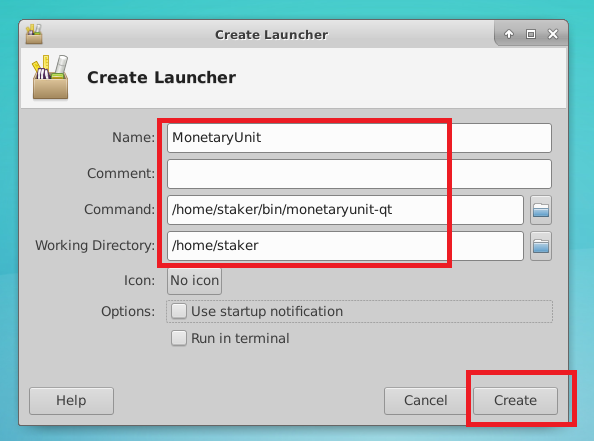 Create Launcher
Create Launcher
Name: MonetaryUnit
Comment:
Command: /home/staker/bin/monetaryunit-qt
Working Directory: /home/staker
Icon: No icon
Options: Use startup notification
Run in terminal
Help Cancel Create